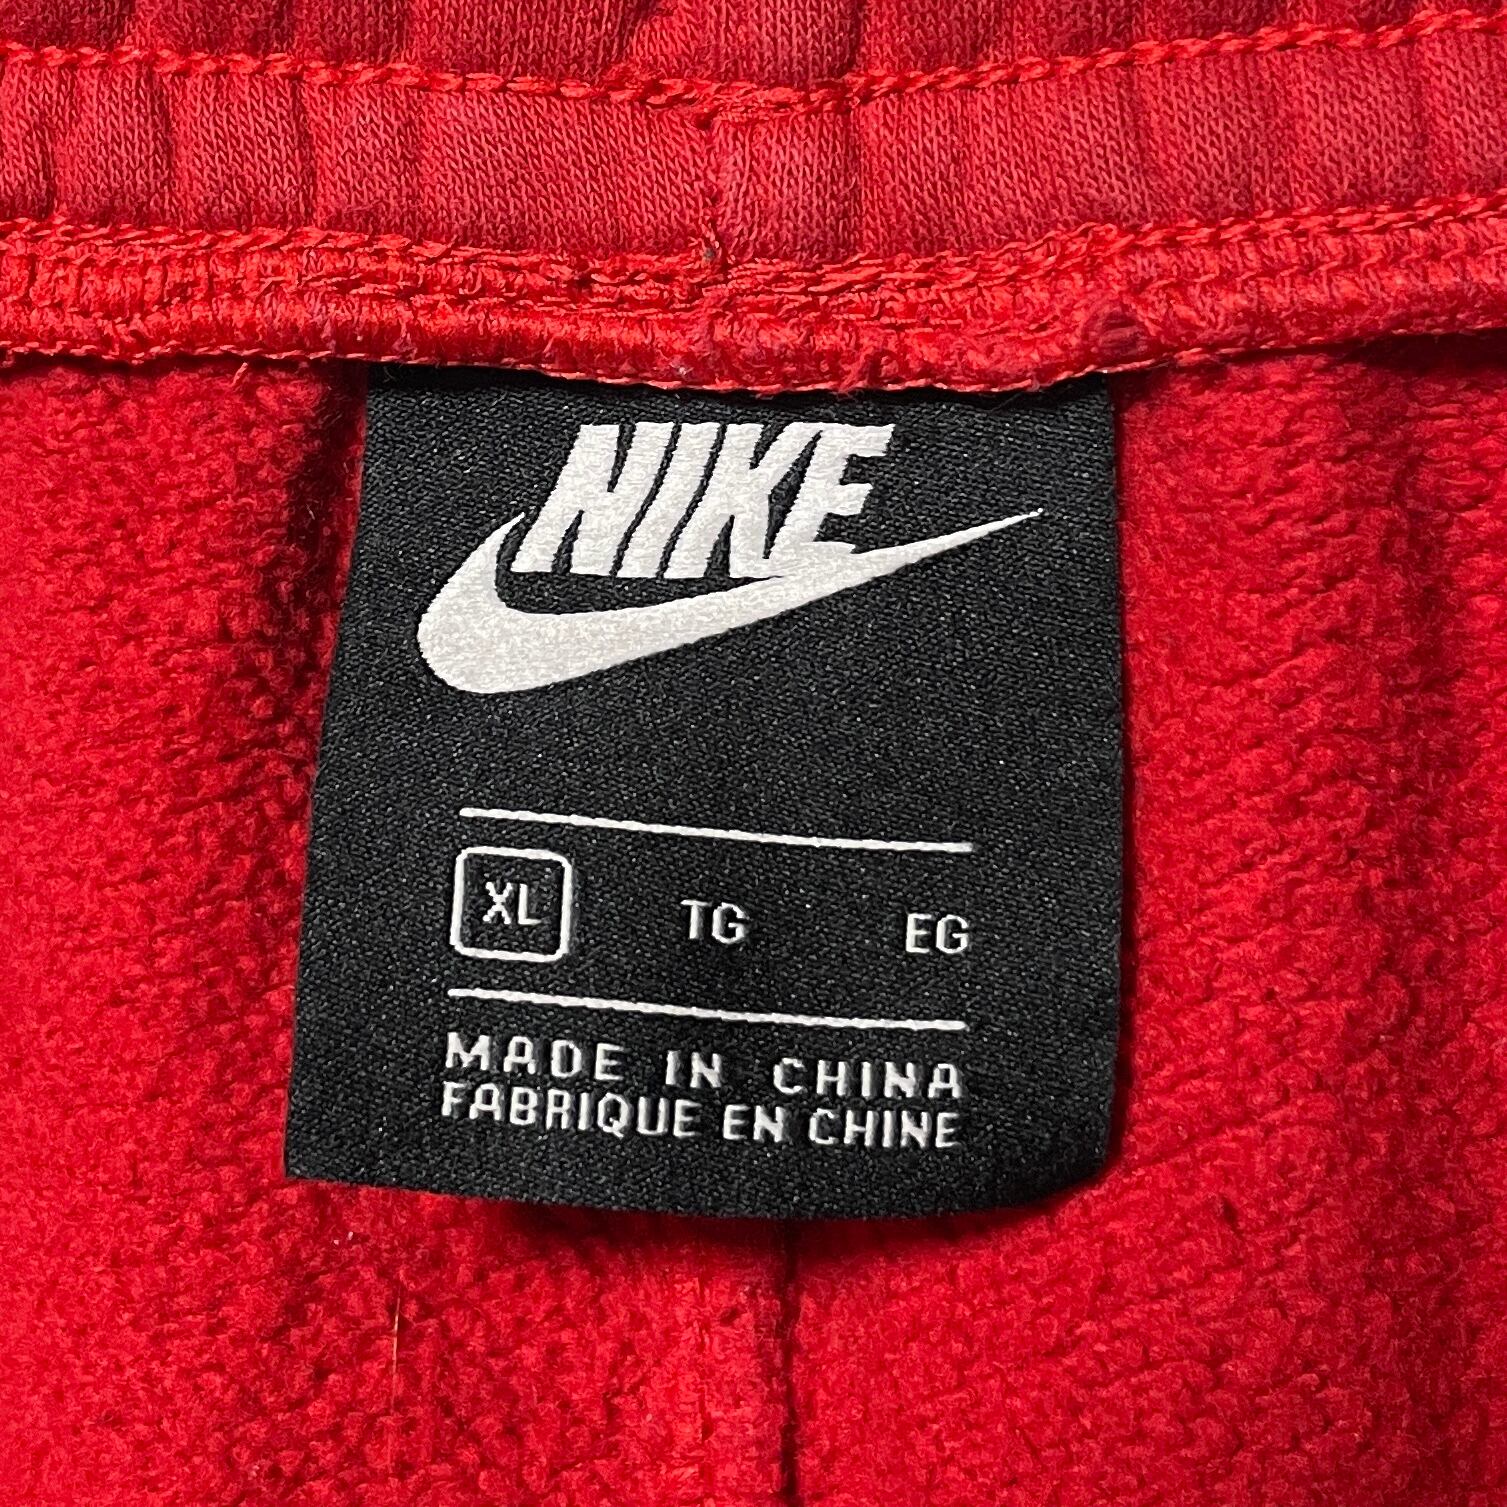 NIKE
XL TG EG
MADE IN CHINA
FABRIQUE EN CHINE